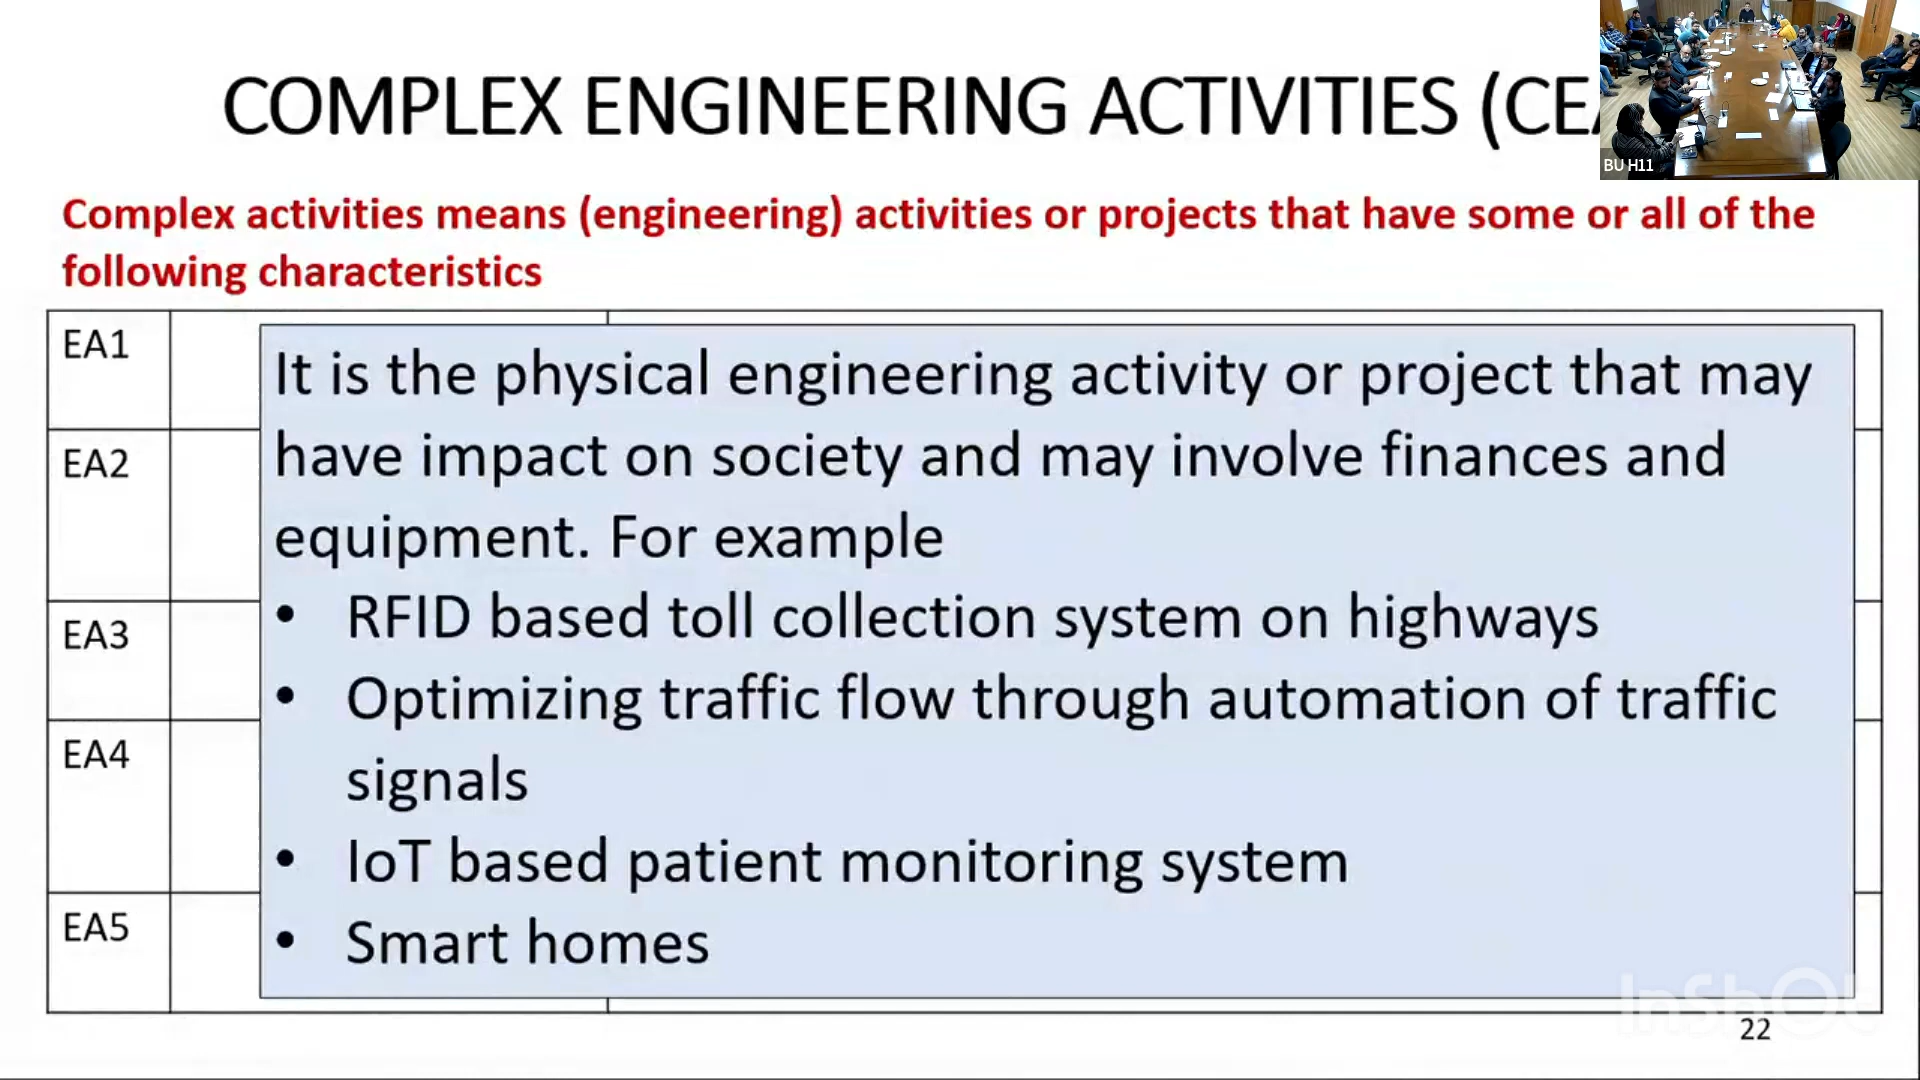 COMPLEX ENGINEERING ACTIVITIES (CEA
BU H11
Complex activities means (engineering) activities or projects that have some or all of the
following characteristics
EA1
It is the physical engineering activity or project that may
have impact on society and may involve finances and
EA2
equipment. For example
• RFID based toll collection system on highways
EA3
• Optimizing traffic flow through automation of traffic
signals
EA4
• IoT based patient monitoring system
• Smart homes
EA5
InShOt
22